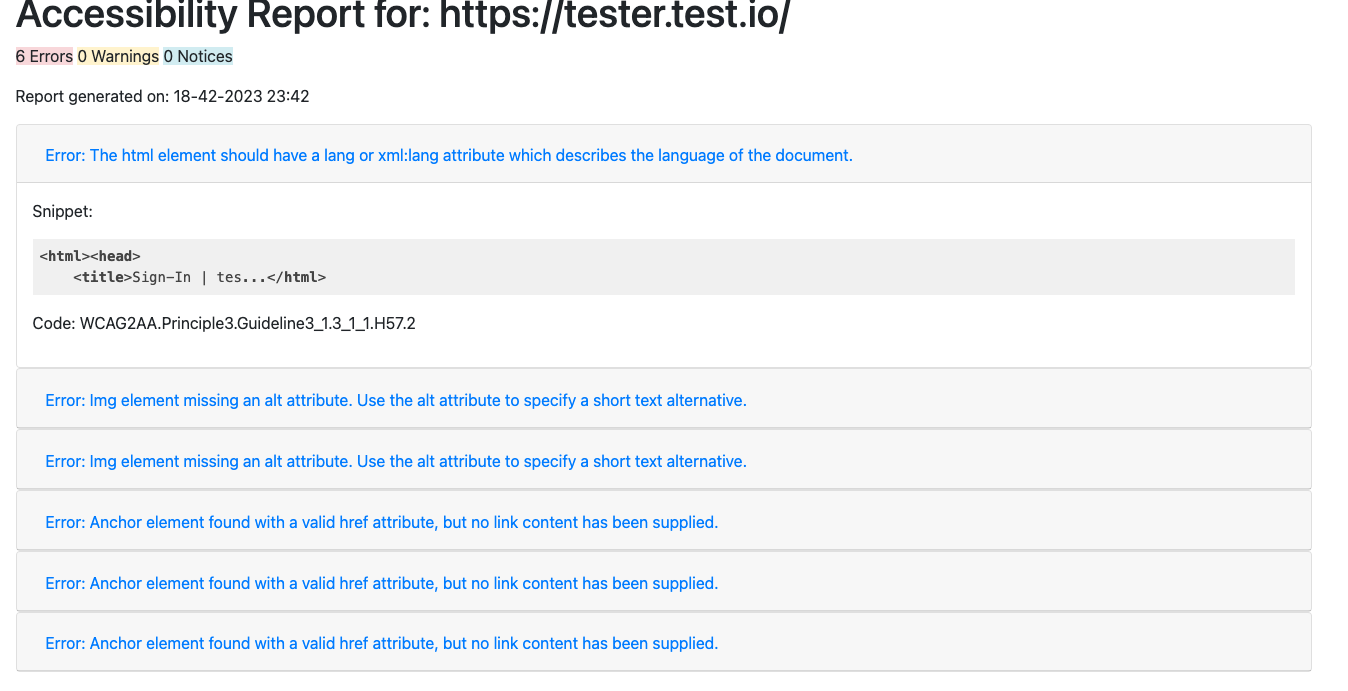 Accessibility Report for: https://tester.test.io/
6 Errors 0 Warnings 0 Notices
Report generated on: 18-42-2023 23:42
Error: The html element should have a lang or xml:lang attribute which describes the language of the document.
Snippet:
<html><head>
    <title>Sign-In | tes...</html>
Code: WCAG2AA.Principle3.Guideline3_1.3_1_1.H57.2
Error: Img element missing an alt attribute. Use the alt attribute to specify a short text alternative.
Error: Img element missing an alt attribute. Use the alt attribute to specify a short text alternative.
Error: Anchor element found with a valid href attribute, but no link content has been supplied.
Error: Anchor element found with a valid href attribute, but no link content has been supplied.
Error: Anchor element found with a valid href attribute, but no link content has been supplied.